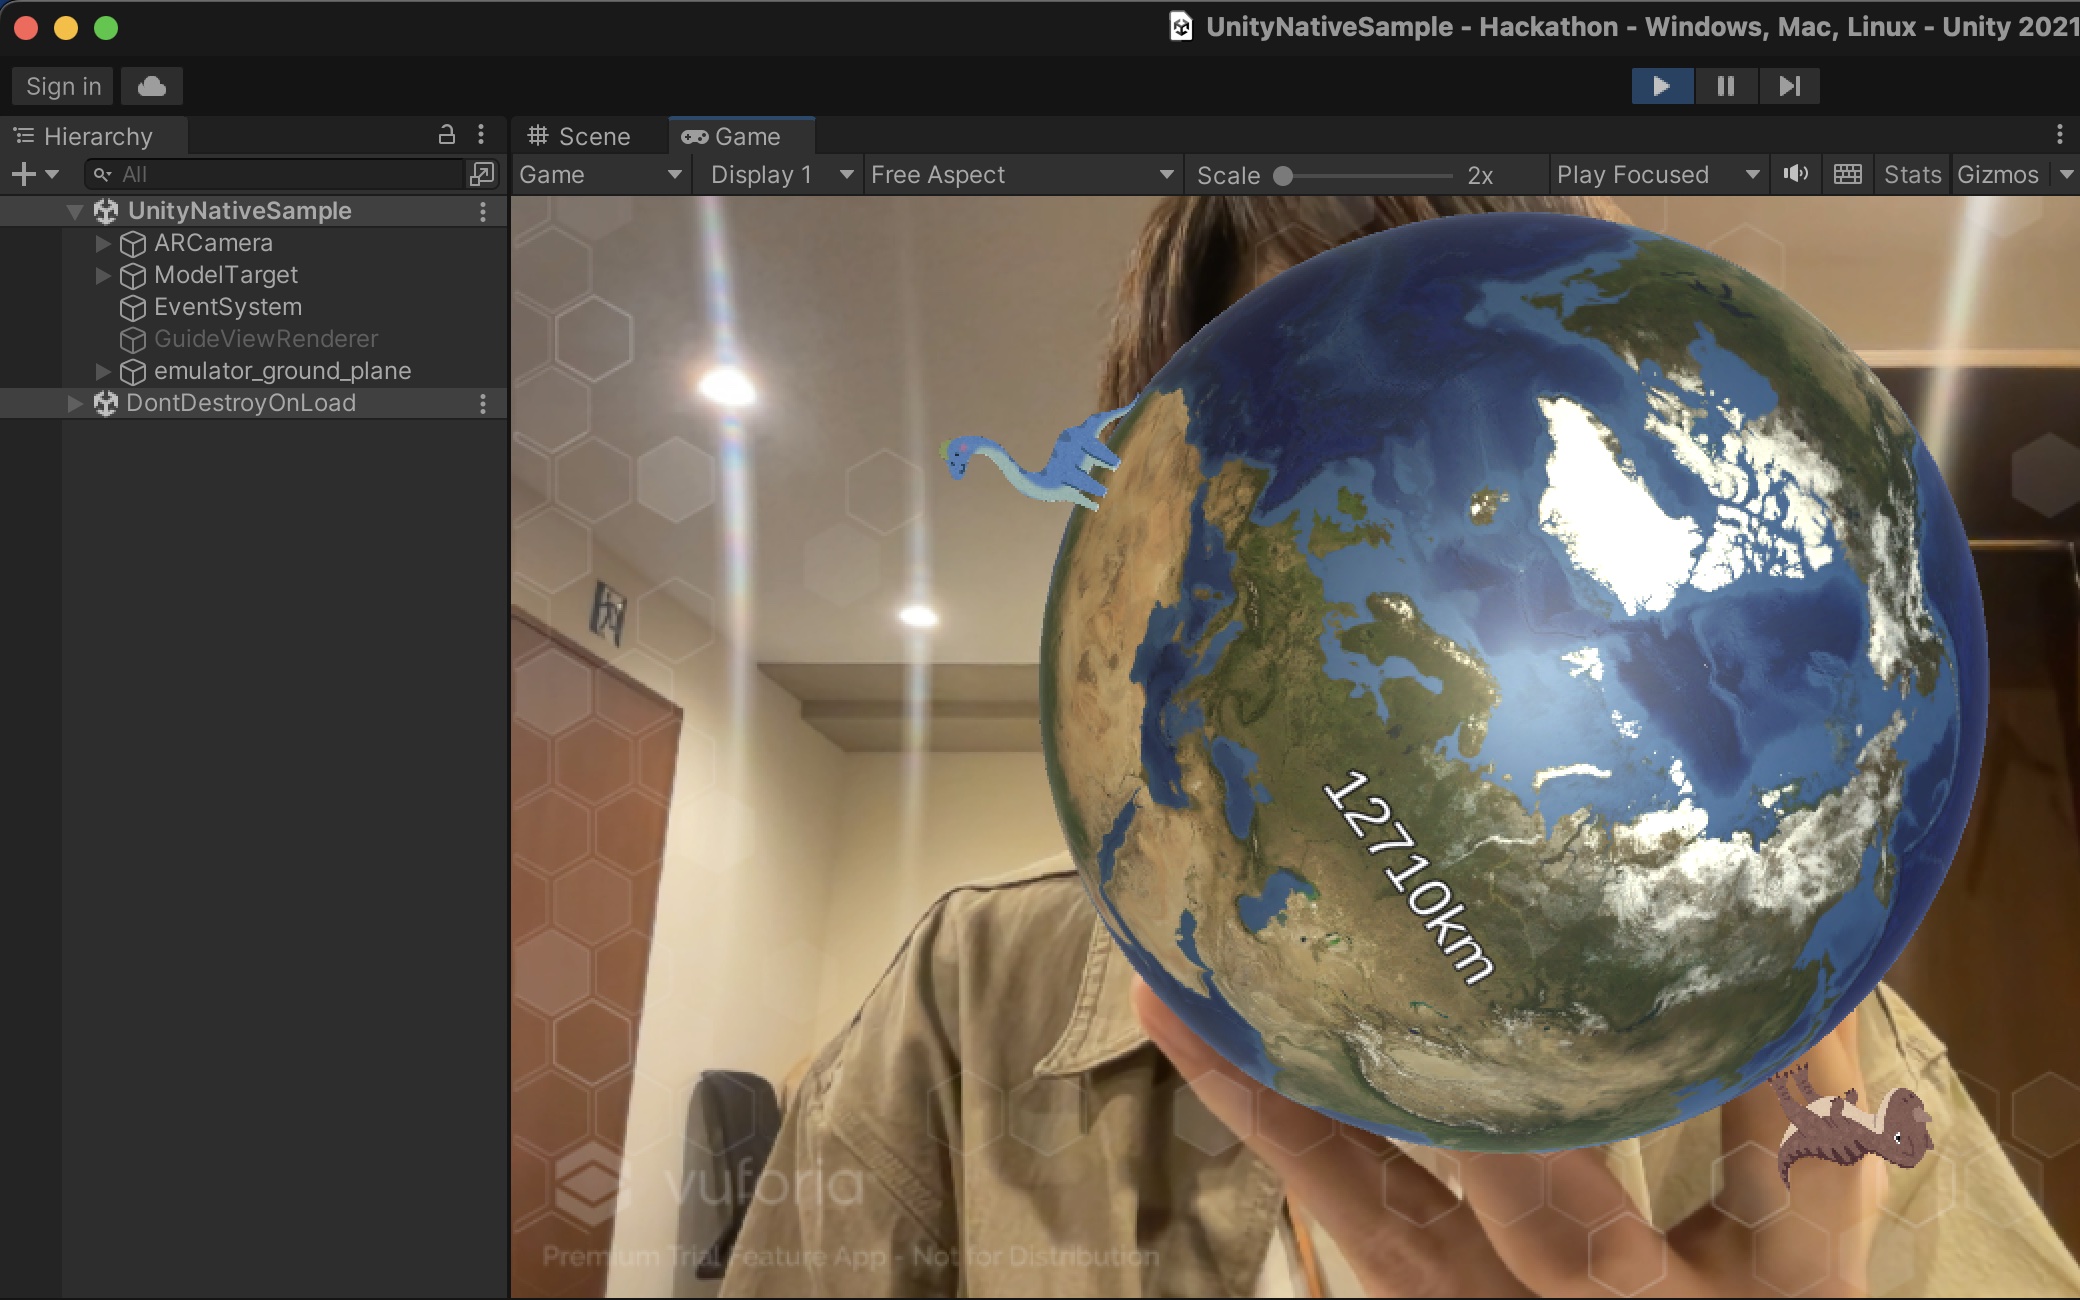 UnityNativeSample - Hackathon - Windows, Mac, Linux - Unity 2021
Sign in
Hierarchy
All
UnityNativeSample
ARCamera
ModelTarget
EventSystem
GuideViewRenderer
emulator_ground_plane
DontDestroyOnLoad
Scene
Game
Game
Display 1
Free Aspect
Scale
2x
Play Focused
Stats
Gizmos
12710km
vuforia
Premium Trial Feature App - Not for Distribution